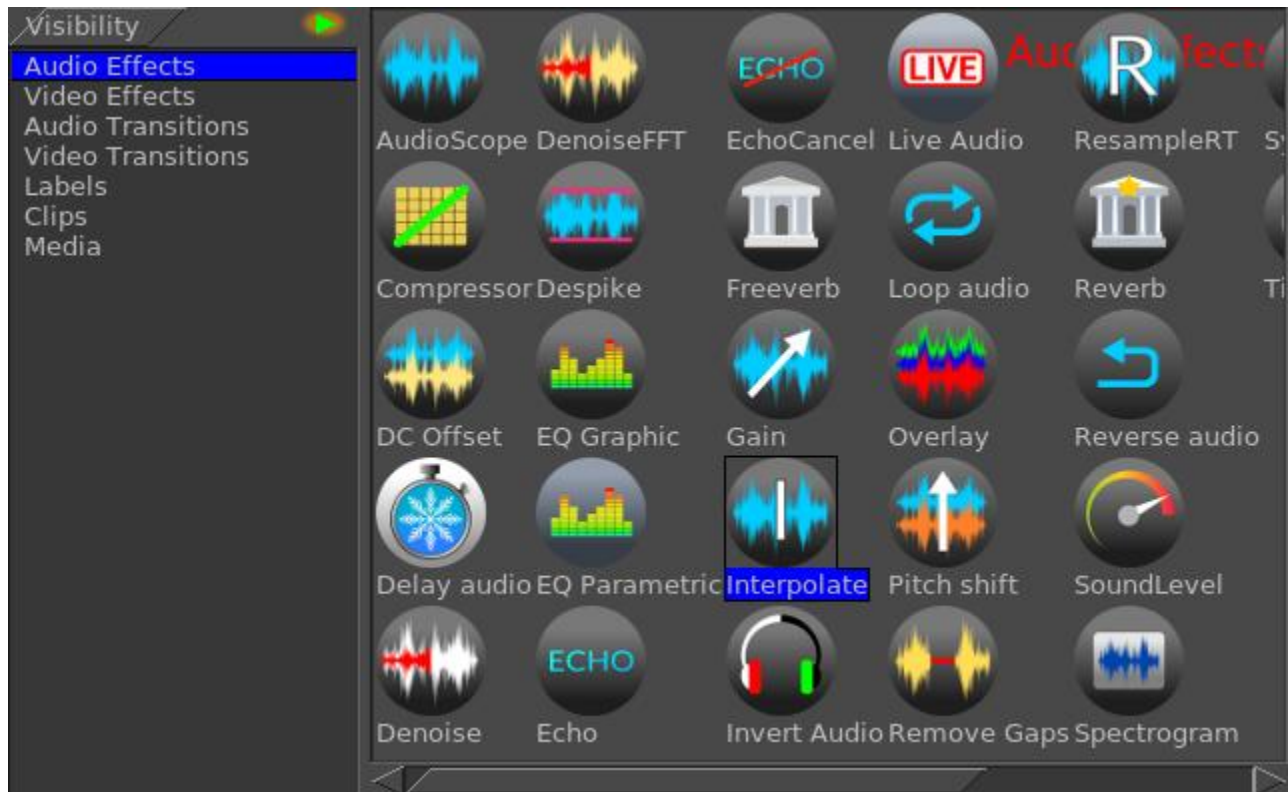 Visibility
Audio Effects
Video Effects
Audio Transitions
Video Transitions
Labels
Clips
Media
ECHO LIVE R
AudioScope DenoiseFFT EchoCancel Live Audio ResampleRT
Compressor Despike Freeverb Loop audio Reverb
DC Offset EQ Graphic Gain Overlay Reverse audio
Delay audio EQ Parametric Interpolate Pitch shift SoundLevel
ECHO
Denoise Echo Invert Audio Remove Gaps Spectrogram